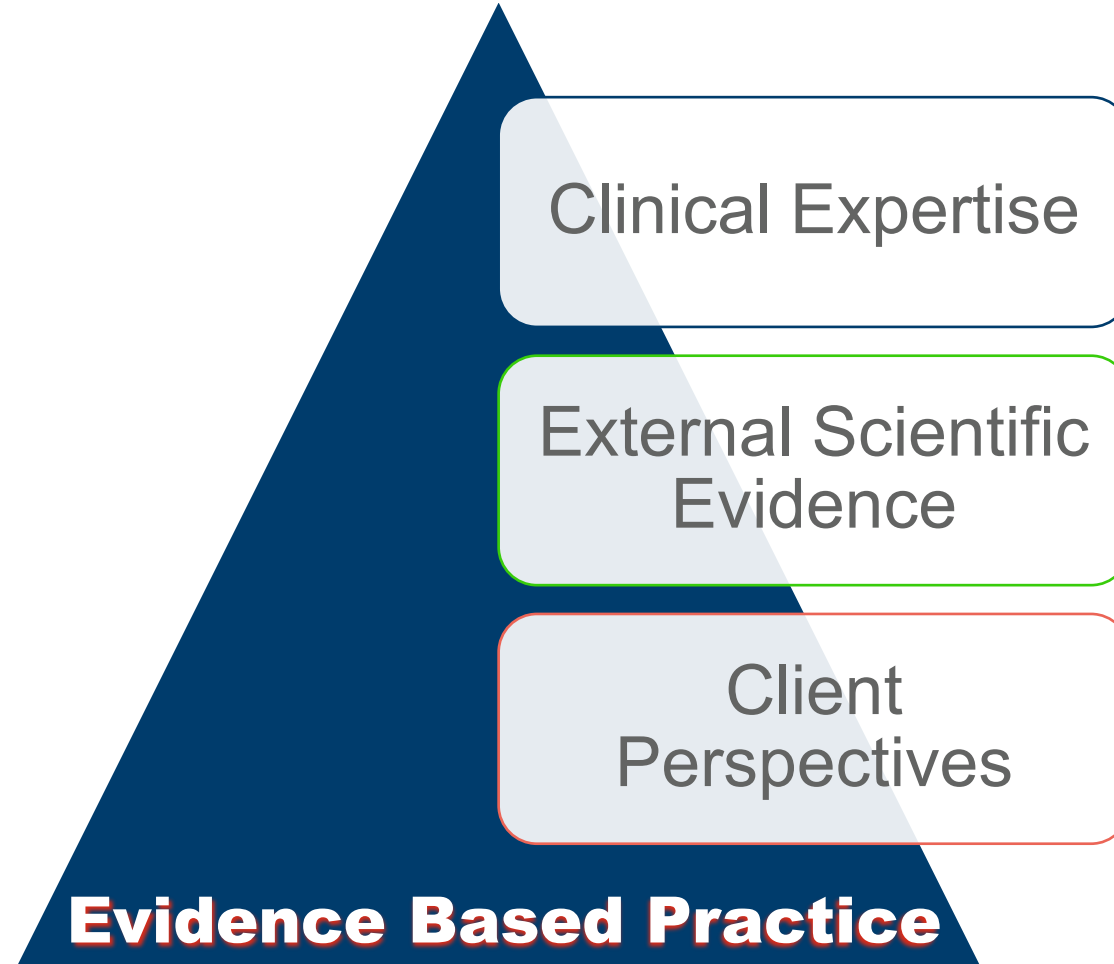 Clinical Expertise
External Scientific
Evidence
Client
Perspectives
Evidence Based Practice